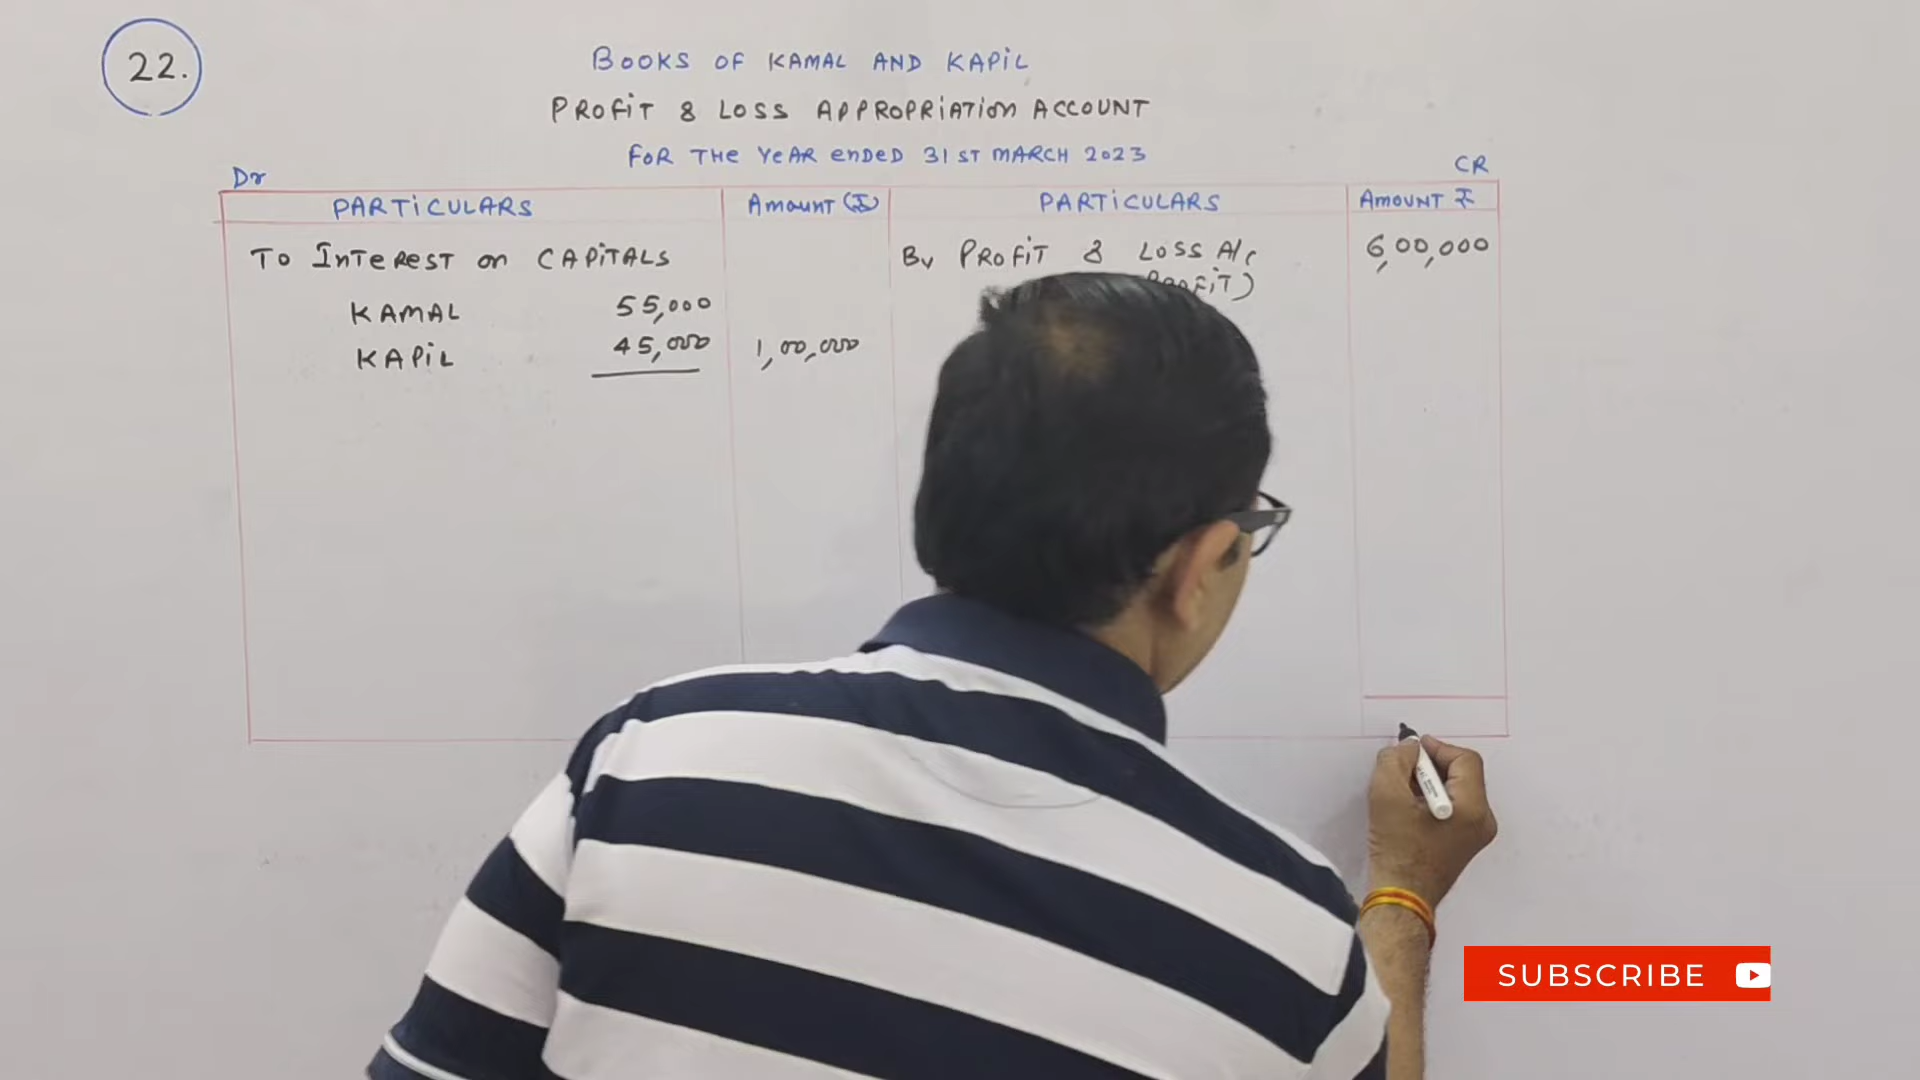 22.
BOOKS OF KAMAL AND KAPIL
PROFIT & LOSS APPROPRIATION ACCOUNT
FOR THE YEAR ENDED 31ST MARCH 2023
Dr CR
PARTICULARS Amount (₹) PARTICULARS AMOUNT ₹
TO INTEREST on CAPITALS By PROFIT & LOSS A/c 6,00,000
PROFIT)
KAMAL 55,000
KAPIL 45,000 1,00,000
SUBSCRIBE